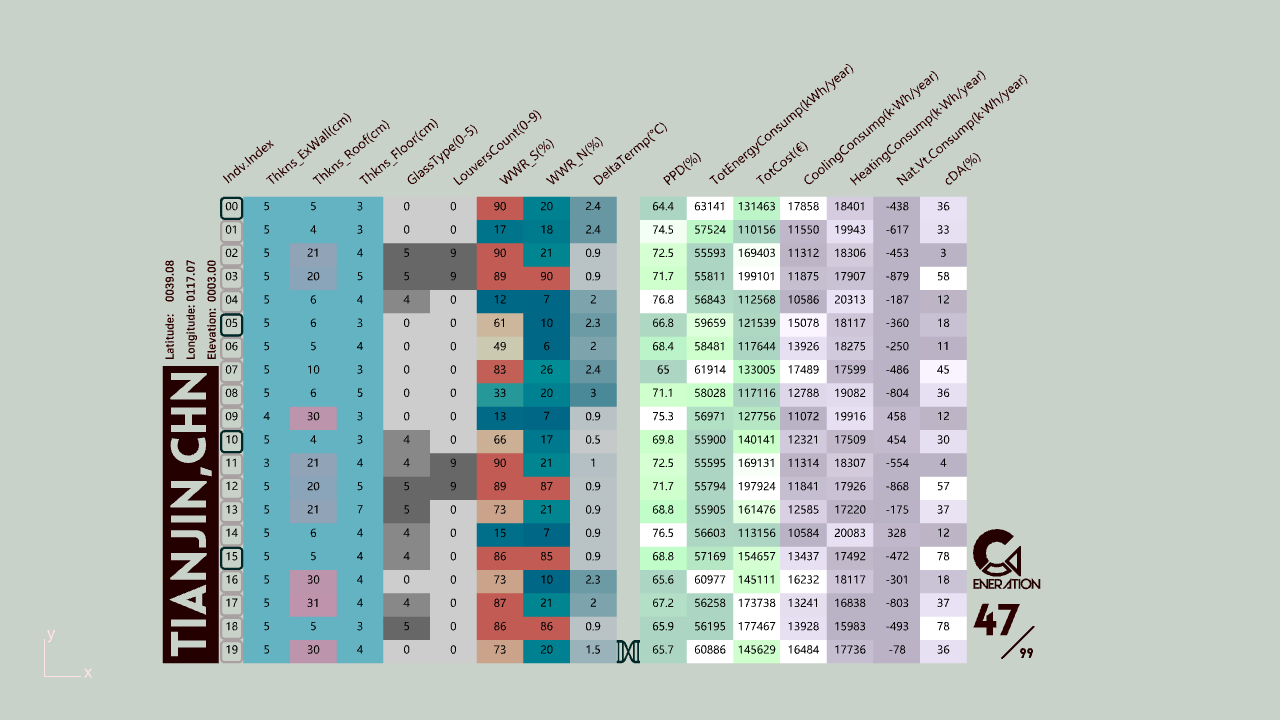 Indv.Index Thkns_ExWall(cm) Thkns_Roof(cm) Thkns_Floor(cm) GlassType(0-5) LouversCount(0-9) WWR_S(%) WWR_N(%) DeltaTermp(°C) PPD(%) TotEnergyConsump(kWh/year) TotCost(€) CoolingConsump(k·Wh/year) HeatingConsump(k·Wh/year) Nat.Vt.Consump(k·Wh/year) cDA(%)
00 5 5 3 0 0 90 20 2.4 64.4 63141 131463 17858 18401 -438 36
01 5 4 3 0 0 17 18 2.4 74.5 57524 110156 11550 19943 -617 33
02 5 21 4 5 9 90 21 0.9 72.5 55593 169403 11312 18306 -453 3
03 5 20 5 5 9 89 90 0.9 71.7 55811 199101 11875 17907 -879 58
04 5 6 4 4 0 12 7 2 76.8 56843 112568 10586 20313 -187 12
05 5 6 3 0 0 61 10 2.3 66.8 59659 121539 15078 18117 -360 18
06 5 5 4 0 0 49 6 2 68.4 58481 117644 13926 18275 -250 11
07 5 10 3 0 0 83 26 2.4 65 61914 133005 17489 17599 -486 45
08 5 6 5 0 0 33 20 3 71.1 58028 117116 12788 19082 -804 36
09 4 30 3 0 0 13 7 0.9 75.3 56971 127756 11072 19916 458 12
10 5 4 3 4 0 66 17 0.5 69.8 55900 140141 12321 17509 454 30
11 3 21 4 4 9 90 21 1 72.5 55595 169131 11314 18307 -554 4
12 5 20 5 5 9 89 87 0.9 71.7 55794 197924 11841 17926 -868 57
13 5 21 7 5 0 73 21 0.9 68.8 55905 161476 12585 17220 -175 37
14 5 6 4 4 0 15 7 0.9 76.5 56603 113156 10584 20083 328 12
15 5 5 4 4 0 86 85 0.9 68.8 57169 154657 13437 17492 -472 78
16 5 30 4 0 0 73 10 2.3 65.6 60977 145111 16232 18117 -301 18
17 5 31 4 4 0 87 21 2 67.2 56258 173738 13241 16838 -803 37
18 5 5 3 5 0 86 86 0.9 65.9 56195 177467 13928 15983 -493 78
19 5 30 4 0 0 73 20 1.5 65.7 60886 145629 16484 17736 -78 36
Latitude: 0039.08
Longitude: 0117.07
Elevation: 0003.00
TIANJIN,CHN
G
ENERATION
47/99
y
x